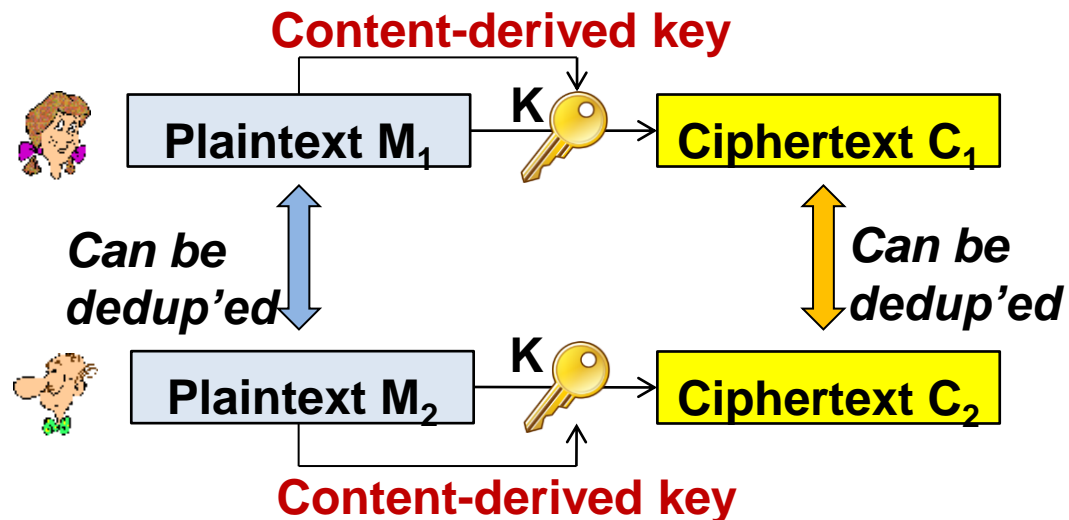 Content-derived key
K
Plaintext M₁
Ciphertext C₁
Can be
dedup’ed
Can be
dedup’ed
K
Plaintext M₂
Ciphertext C₂
Content-derived key